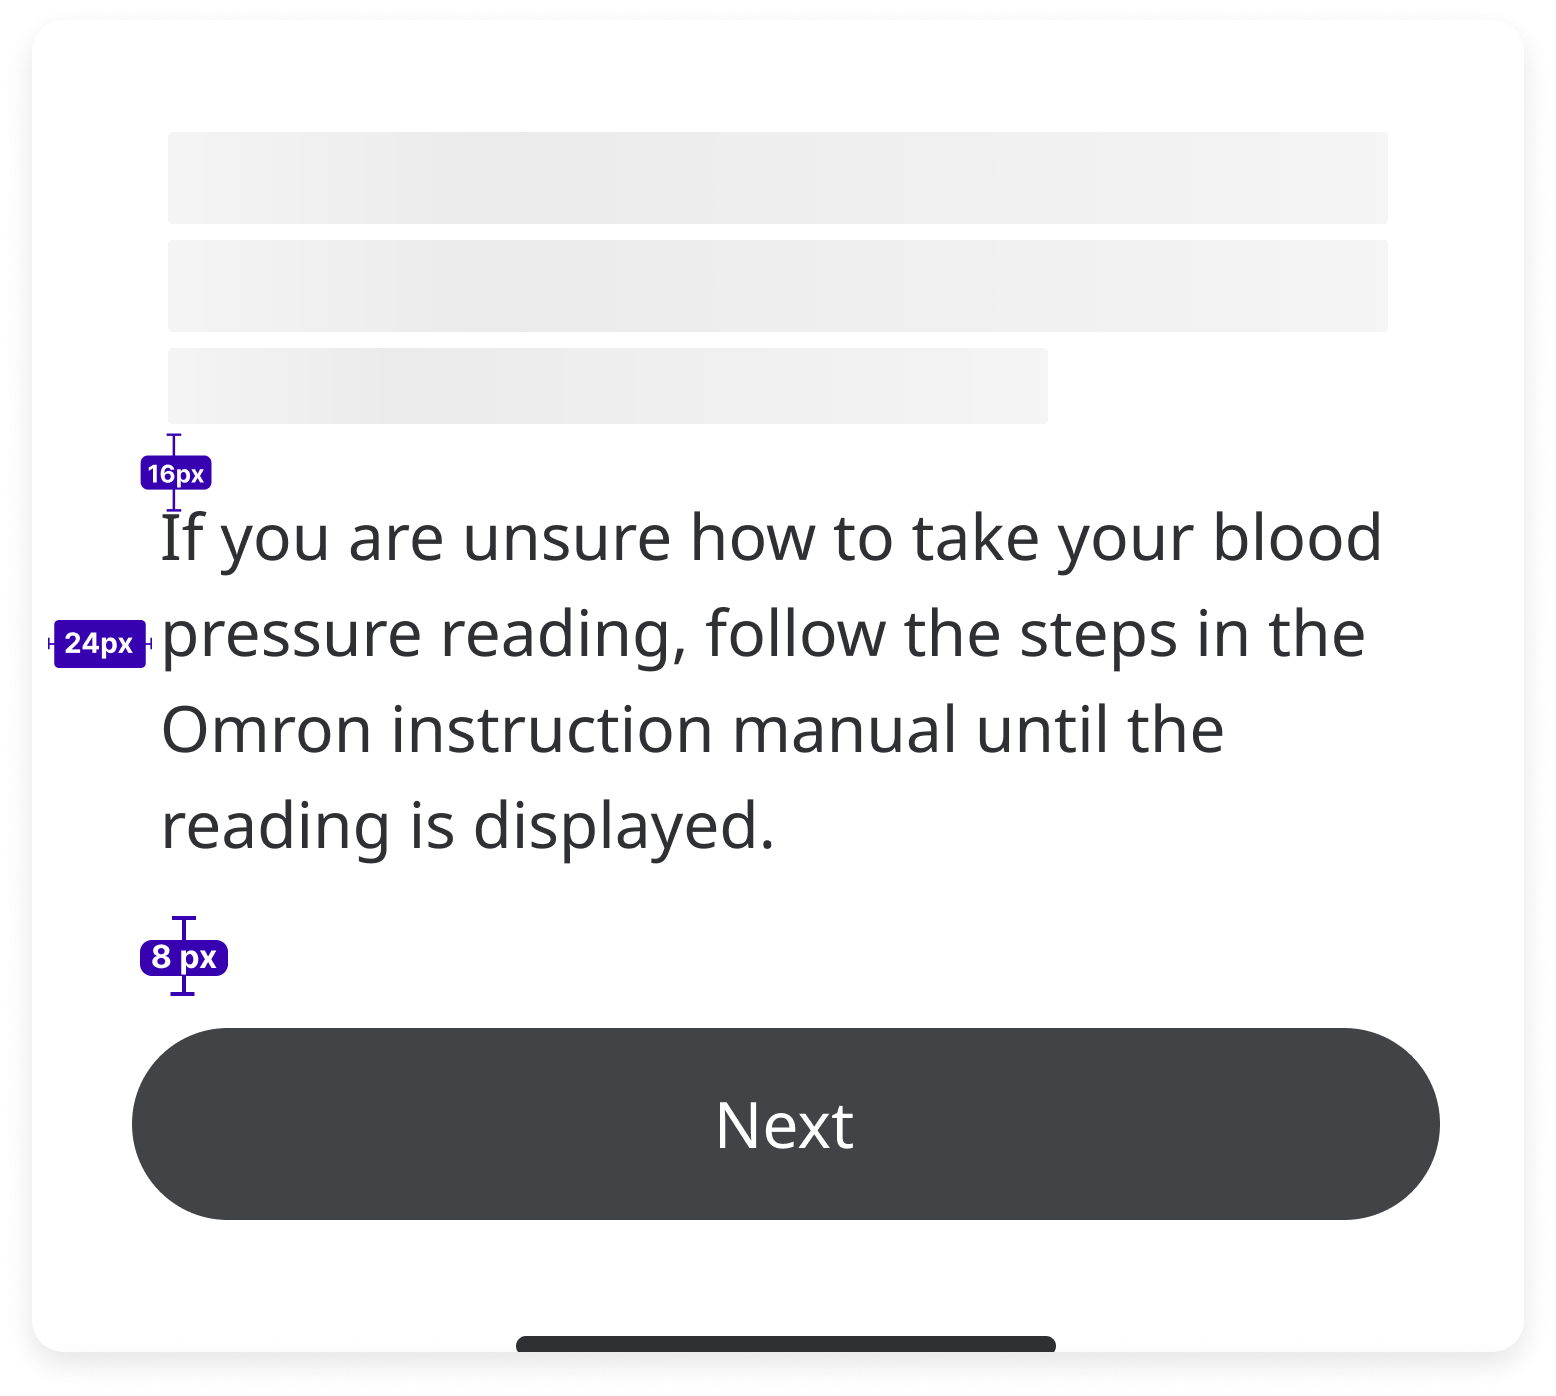 16px
If you are unsure how to take your blood
24px pressure reading, follow the steps in the
Omron instruction manual until the
reading is displayed.
8 px
Next